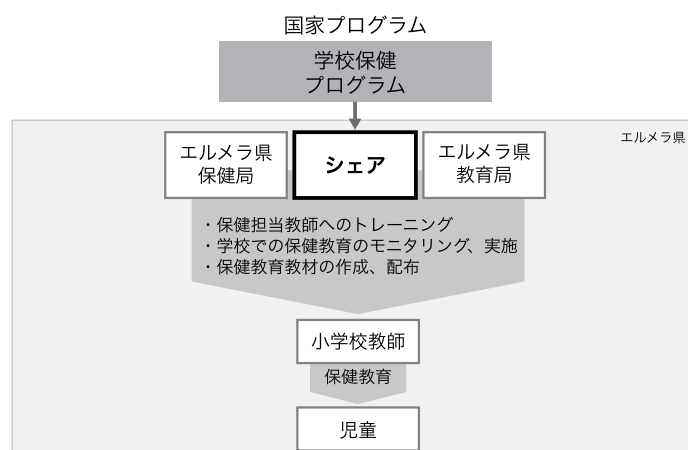 国家プログラム
学校保健
プログラム
エルメラ県
エルメラ県
保健局
シェア
エルメラ県
教育局
・保健担当教師へのトレーニング
・学校での保健教育のモニタリング、実施
・保健教育教材の作成、配布
小学校教師
保健教育
児童